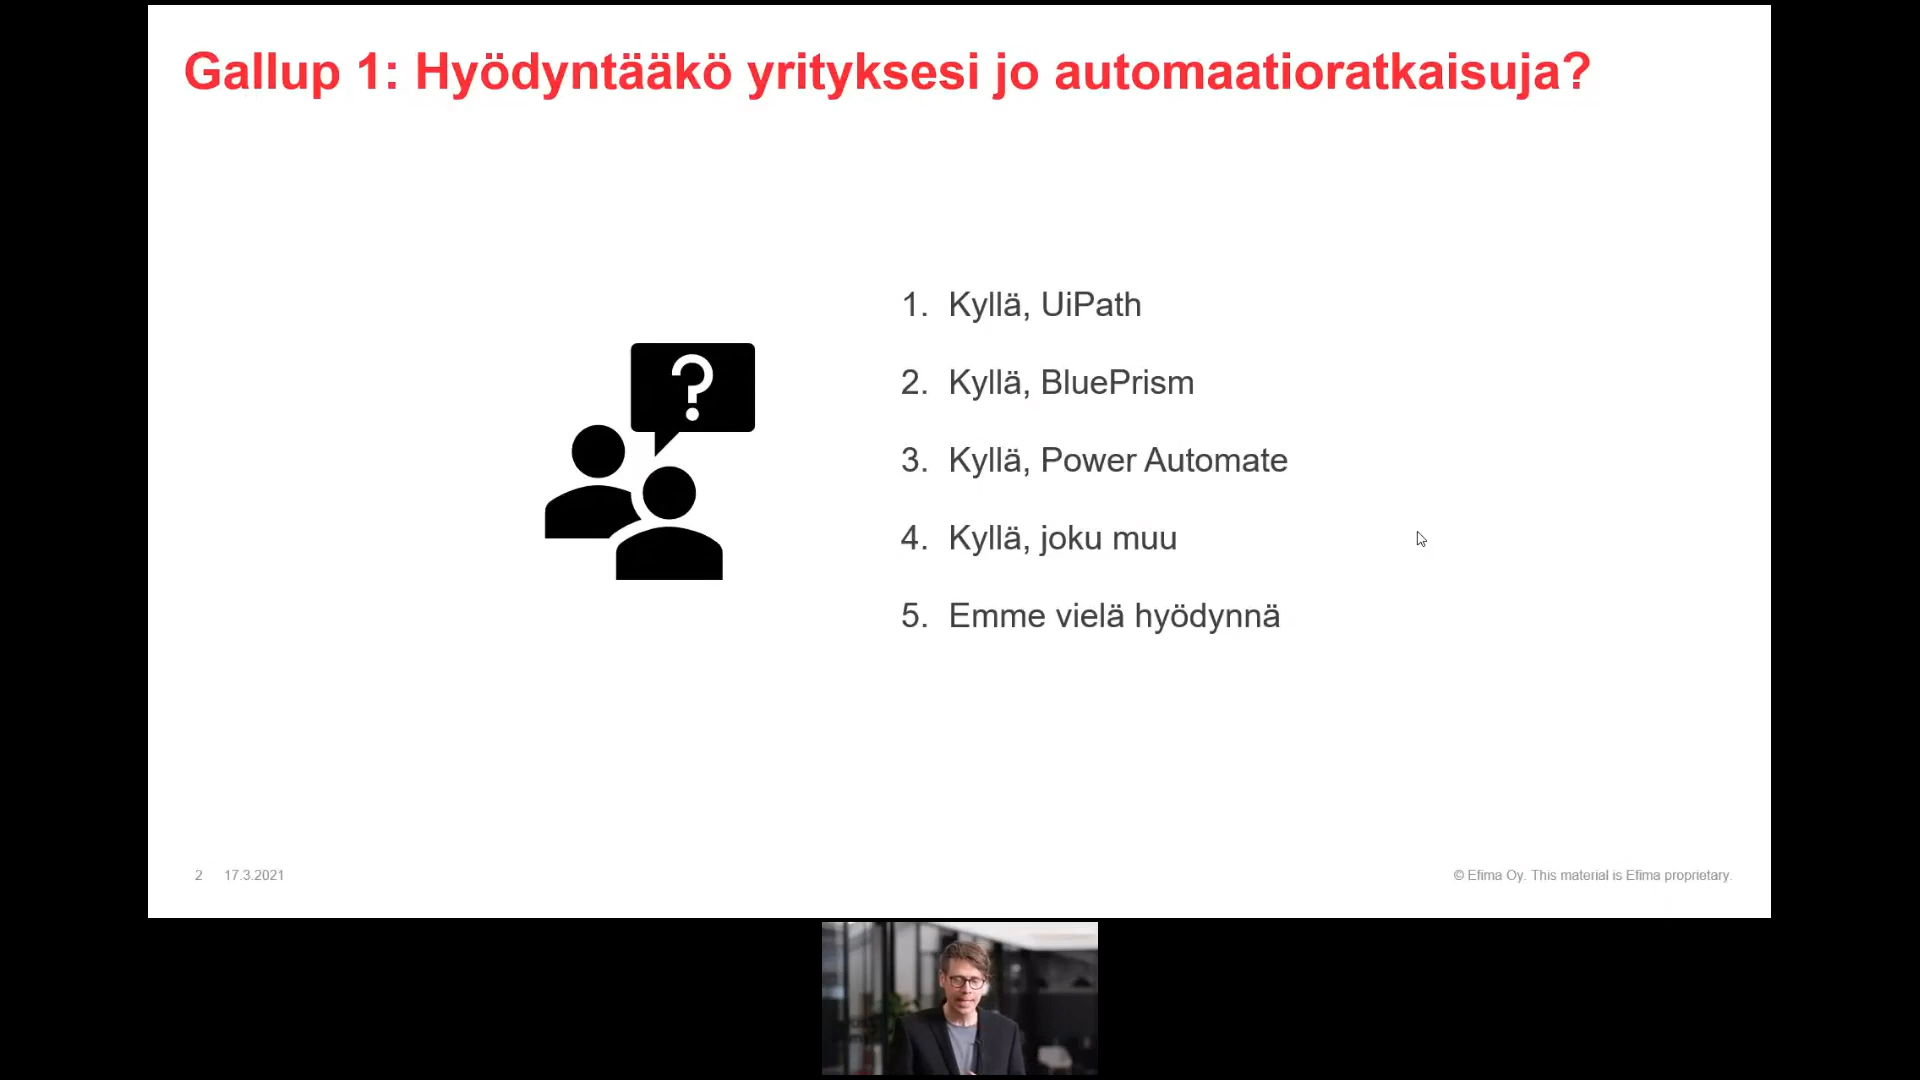 Gallup 1: Hyödyntääkö yrityksesi jo automaatioratkaisuja?
?
1. Kyllä, UiPath
2. Kyllä, BluePrism
3. Kyllä, Power Automate
4. Kyllä, joku muu
5. Emme vielä hyödynnä
2 17.3.2021
© Efima Oy. This material is Efima proprietary.